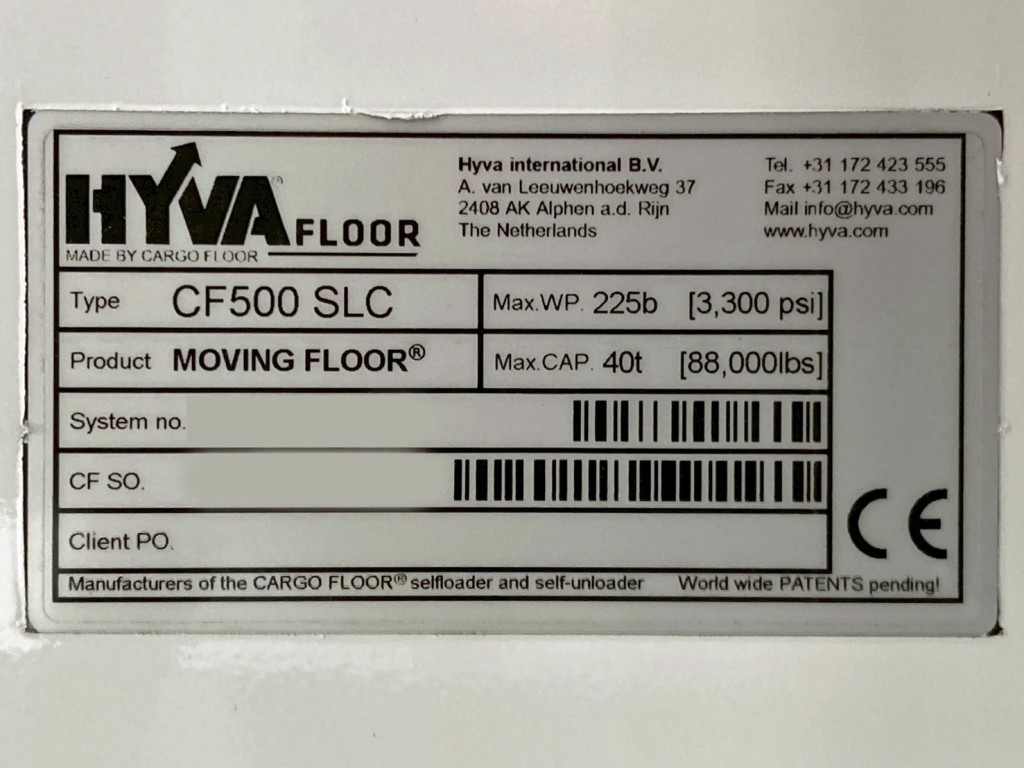 HYVA FLOOR
MADE BY CARGO FLOOR
Hyva international B.V.
A. van Leeuwenhoekweg 37
2408 AK Alphen a.d. Rijn
The Netherlands
Tel. +31 172 423 555
Fax +31 172 433 196
Mail info@hyva.com
www.hyva.com
Type CF500 SLC
Max.WP. 225b [3,300 psi]
Product MOVING FLOOR®
Max.CAP. 40t [88,000lbs]
System no.
CF SO.
Client PO.
CE
Manufacturers of the CARGO FLOOR® selfloader and self-unloader World wide PATENTS pending!